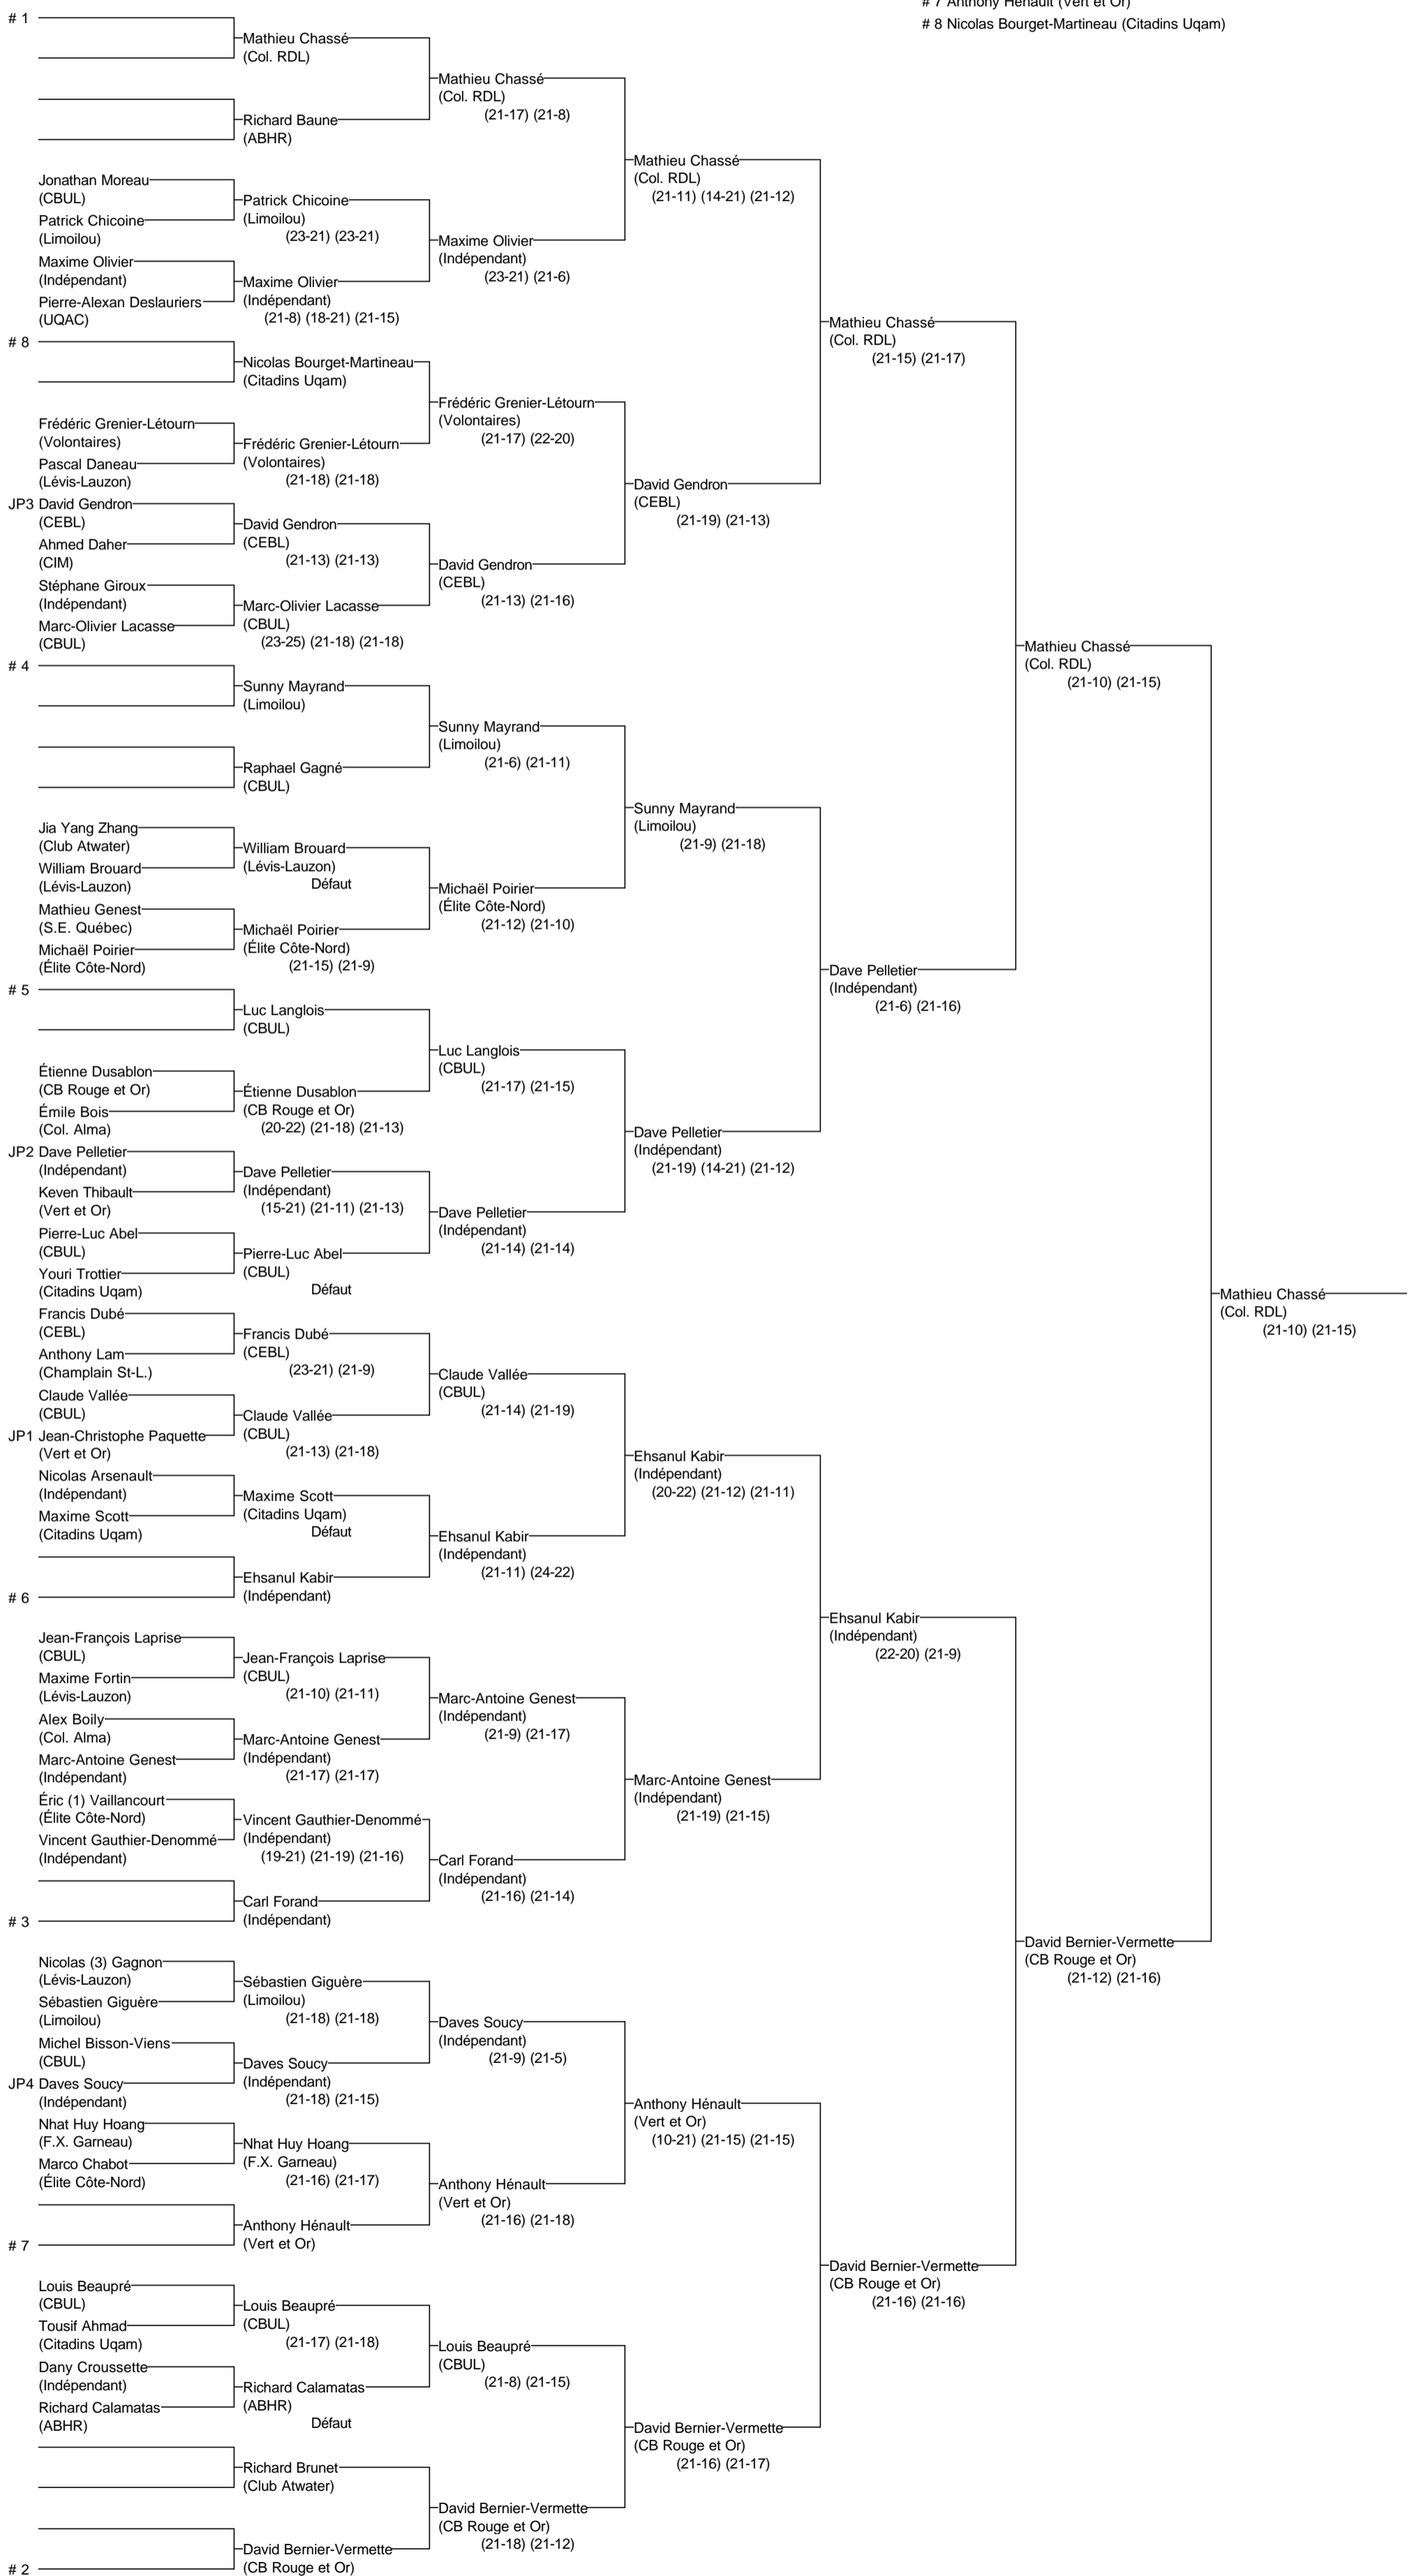 # 7 Anthony Hénault (Vert et Or)
# 8 Nicolas Bourget-Martineau (Citadins Uqam)
# 1
Mathieu Chassé
(Col. RDL)
Mathieu Chassé
(Col. RDL)
(21-17) (21-8)
Richard Baune
(ABHR)
Mathieu Chassé
(Col. RDL)
(21-11) (14-21) (21-12)
Jonathan Moreau
(CBUL)
Patrick Chicoine
(Limoilou)
Patrick Chicoine
(Limoilou)
(23-21) (23-21)
Maxime Olivier
(Indépendant)
(23-21) (21-6)
Maxime Olivier
(Indépendant)
Pierre-Alexan Deslauriers
(UQAC)
Maxime Olivier
(Indépendant)
(21-8) (18-21) (21-15)
Mathieu Chassé
(Col. RDL)
(21-15) (21-17)
# 8
Nicolas Bourget-Martineau
(Citadins Uqam)
Frédéric Grenier-Létourn
(Volontaires)
(21-17) (22-20)
Frédéric Grenier-Létourn
(Volontaires)
Pascal Daneau
(Lévis-Lauzon)
Frédéric Grenier-Létourn
(Volontaires)
(21-18) (21-18)
David Gendron
(CEBL)
(21-19) (21-13)
JP3 David Gendron
(CEBL)
Ahmed Daher
(CIM)
David Gendron
(CEBL)
(21-13) (21-13)
David Gendron
(CEBL)
(21-13) (21-16)
Stéphane Giroux
(Indépendant)
Marc-Olivier Lacasse
(CBUL)
Marc-Olivier Lacasse
(CBUL)
(23-25) (21-18) (21-18)
Mathieu Chassé
(Col. RDL)
(21-10) (21-15)
# 4
Sunny Mayrand
(Limoilou)
Sunny Mayrand
(Limoilou)
(21-6) (21-11)
Raphael Gagné
(CBUL)
Sunny Mayrand
(Limoilou)
(21-9) (21-18)
Jia Yang Zhang
(Club Atwater)
William Brouard
(Lévis-Lauzon)
William Brouard
(Lévis-Lauzon)
Défaut
Michaël Poirier
(Élite Côte-Nord)
(21-12) (21-10)
Mathieu Genest
(S.E. Québec)
Michaël Poirier
(Élite Côte-Nord)
Michaël Poirier
(Élite Côte-Nord)
(21-15) (21-9)
Dave Pelletier
(Indépendant)
(21-6) (21-16)
# 5
Luc Langlois
(CBUL)
Luc Langlois
(CBUL)
(21-17) (21-15)
Étienne Dusablon
(CB Rouge et Or)
Émile Bois
(Col. Alma)
Étienne Dusablon
(CB Rouge et Or)
(20-22) (21-18) (21-13)
Dave Pelletier
(Indépendant)
(21-19) (14-21) (21-12)
JP2 Dave Pelletier
(Indépendant)
Keven Thibault
(Vert et Or)
Dave Pelletier
(Indépendant)
(15-21) (21-11) (21-13)
Dave Pelletier
(Indépendant)
(21-14) (21-14)
Pierre-Luc Abel
(CBUL)
Youri Trottier
(Citadins Uqam)
Pierre-Luc Abel
(CBUL)
Défaut
Mathieu Chassé
(Col. RDL)
(21-10) (21-15)
Francis Dubé
(CEBL)
Anthony Lam
(Champlain St-L.)
Francis Dubé
(CEBL)
(23-21) (21-9)
Claude Vallée
(CBUL)
(21-14) (21-19)
Claude Vallée
(CBUL)
JP1 Jean-Christophe Paquette
(Vert et Or)
Claude Vallée
(CBUL)
(21-13) (21-18)
Ehsanul Kabir
(Indépendant)
(20-22) (21-12) (21-11)
Nicolas Arsenault
(Indépendant)
Maxime Scott
(Citadins Uqam)
Maxime Scott
(Citadins Uqam)
Défaut
Ehsanul Kabir
(Indépendant)
(21-11) (24-22)
Ehsanul Kabir
(Indépendant)
# 6
Ehsanul Kabir
(Indépendant)
(22-20) (21-9)
Jean-François Laprise
(CBUL)
Maxime Fortin
(Lévis-Lauzon)
Jean-François Laprise
(CBUL)
(21-10) (21-11)
Marc-Antoine Genest
(Indépendant)
(21-9) (21-17)
Alex Boily
(Col. Alma)
Marc-Antoine Genest
(Indépendant)
Marc-Antoine Genest
(Indépendant)
(21-17) (21-17)
Marc-Antoine Genest
(Indépendant)
(21-19) (21-15)
Éric (1) Vaillancourt
(Élite Côte-Nord)
Vincent Gauthier-Denommé
(Indépendant)
Vincent Gauthier-Denommé
(Indépendant)
(19-21) (21-19) (21-16)
Carl Forand
(Indépendant)
(21-16) (21-14)
Carl Forand
(Indépendant)
# 3
David Bernier-Vermette
(CB Rouge et Or)
(21-12) (21-16)
Nicolas (3) Gagnon
(Lévis-Lauzon)
Sébastien Giguère
(Limoilou)
Sébastien Giguère
(Limoilou)
(21-18) (21-18)
Daves Soucy
(Indépendant)
(21-9) (21-5)
Michel Bisson-Viens
(CBUL)
JP4 Daves Soucy
(Indépendant)
Daves Soucy
(Indépendant)
(21-18) (21-15)
Anthony Hénault
(Vert et Or)
(10-21) (21-15) (21-15)
Nhat Huy Hoang
(F.X. Garneau)
Marco Chabot
(Élite Côte-Nord)
Nhat Huy Hoang
(F.X. Garneau)
(21-16) (21-17)
Anthony Hénault
(Vert et Or)
(21-16) (21-18)
Anthony Hénault
(Vert et Or)
# 7
David Bernier-Vermette
(CB Rouge et Or)
(21-16) (21-16)
Louis Beaupré
(CBUL)
Tousif Ahmad
(Citadins Uqam)
Louis Beaupré
(CBUL)
(21-17) (21-18)
Louis Beaupré
(CBUL)
(21-8) (21-15)
Dany Croussette
(Indépendant)
Richard Calamatas
(ABHR)
Richard Calamatas
(ABHR)
Défaut
David Bernier-Vermette
(CB Rouge et Or)
(21-16) (21-17)
Richard Brunet
(Club Atwater)
David Bernier-Vermette
(CB Rouge et Or)
(21-18) (21-12)
David Bernier-Vermette
(CB Rouge et Or)
# 2